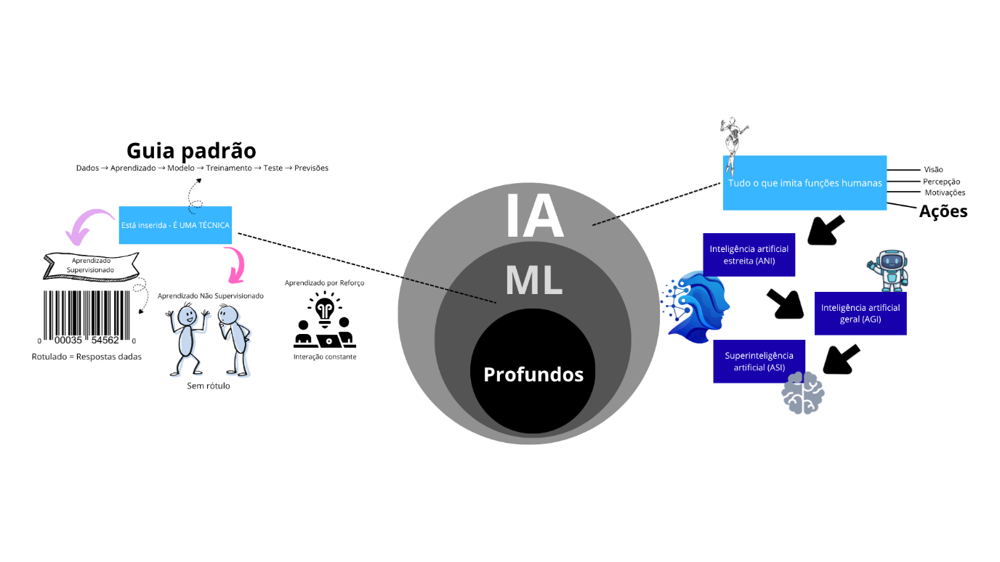 Guia padrão
Dados → Aprendizado → Modelo → Treinamento → Teste → Previsões
Está inserida - É UMA TÉCNICA
Aprendizado
Supervisionado
0 00035 54562 0
Rotulado = Respostas dadas
Aprendizado Não Supervisionado
Sem rótulo
Aprendizado por Reforço
Interação constante
IA
ML
Profundos
Tudo o que imita funções humanas
Visão
Percepção
Motivações
Ações
Inteligência artificial
estreita (ANI)
Inteligência artificial
geral (AGI)
Superinteligência
artificial (ASI)